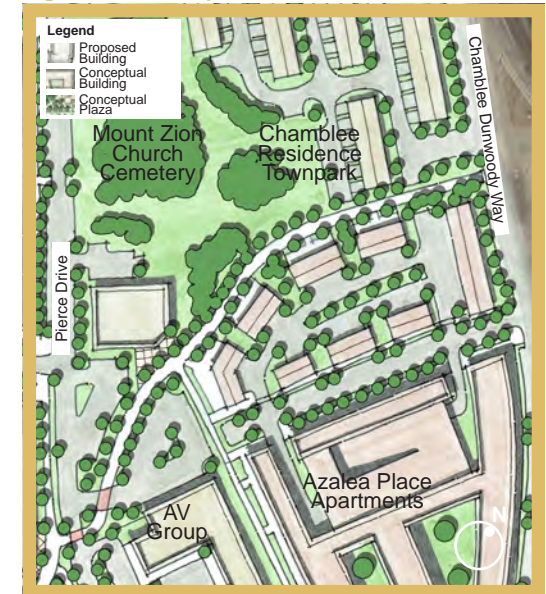 Legend
Proposed
Building
Conceptual
Building
Conceptual
Plaza
Mount Zion
Church
Cemetery
Chamblee
Residence
Townpark
Chamblee Dunwoody Way
Pierce Drive
Azalea Place
Apartments
AV
Group
N